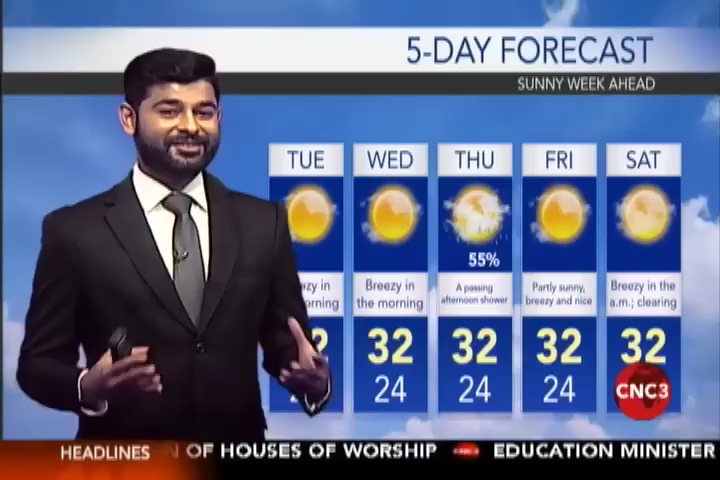 5-DAY FORECAST
SUNNY WEEK AHEAD
TUE WED THU FRI SAT
55%
Breezy in the morning
A passing afternoon shower
Partly sunny, breezy and nice
Breezy in the a.m.; clearing
2 32 32 32 32
24 24 24
CNC3
HEADLINES N OF HOUSES OF WORSHIP CNC3 EDUCATION MINISTER